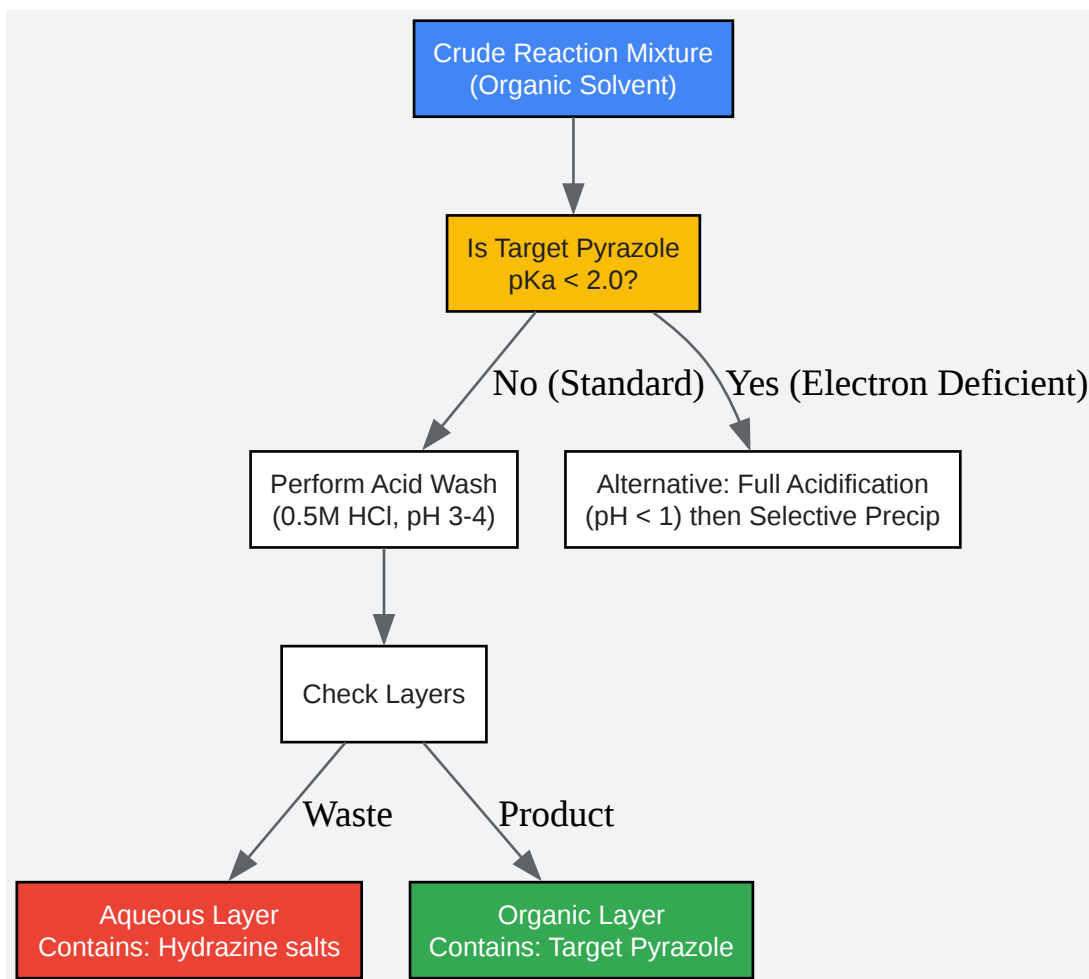 Crude Reaction Mixture
(Organic Solvent)
Is Target Pyrazole
pKa < 2.0?
No (Standard)
Yes (Electron Deficient)
Perform Acid Wash
(0.5M HCl, pH 3-4)
Alternative: Full Acidification
(pH < 1) then Selective Precip
Check Layers
Waste
Product
Aqueous Layer
Contains: Hydrazine salts
Organic Layer
Contains: Target Pyrazole